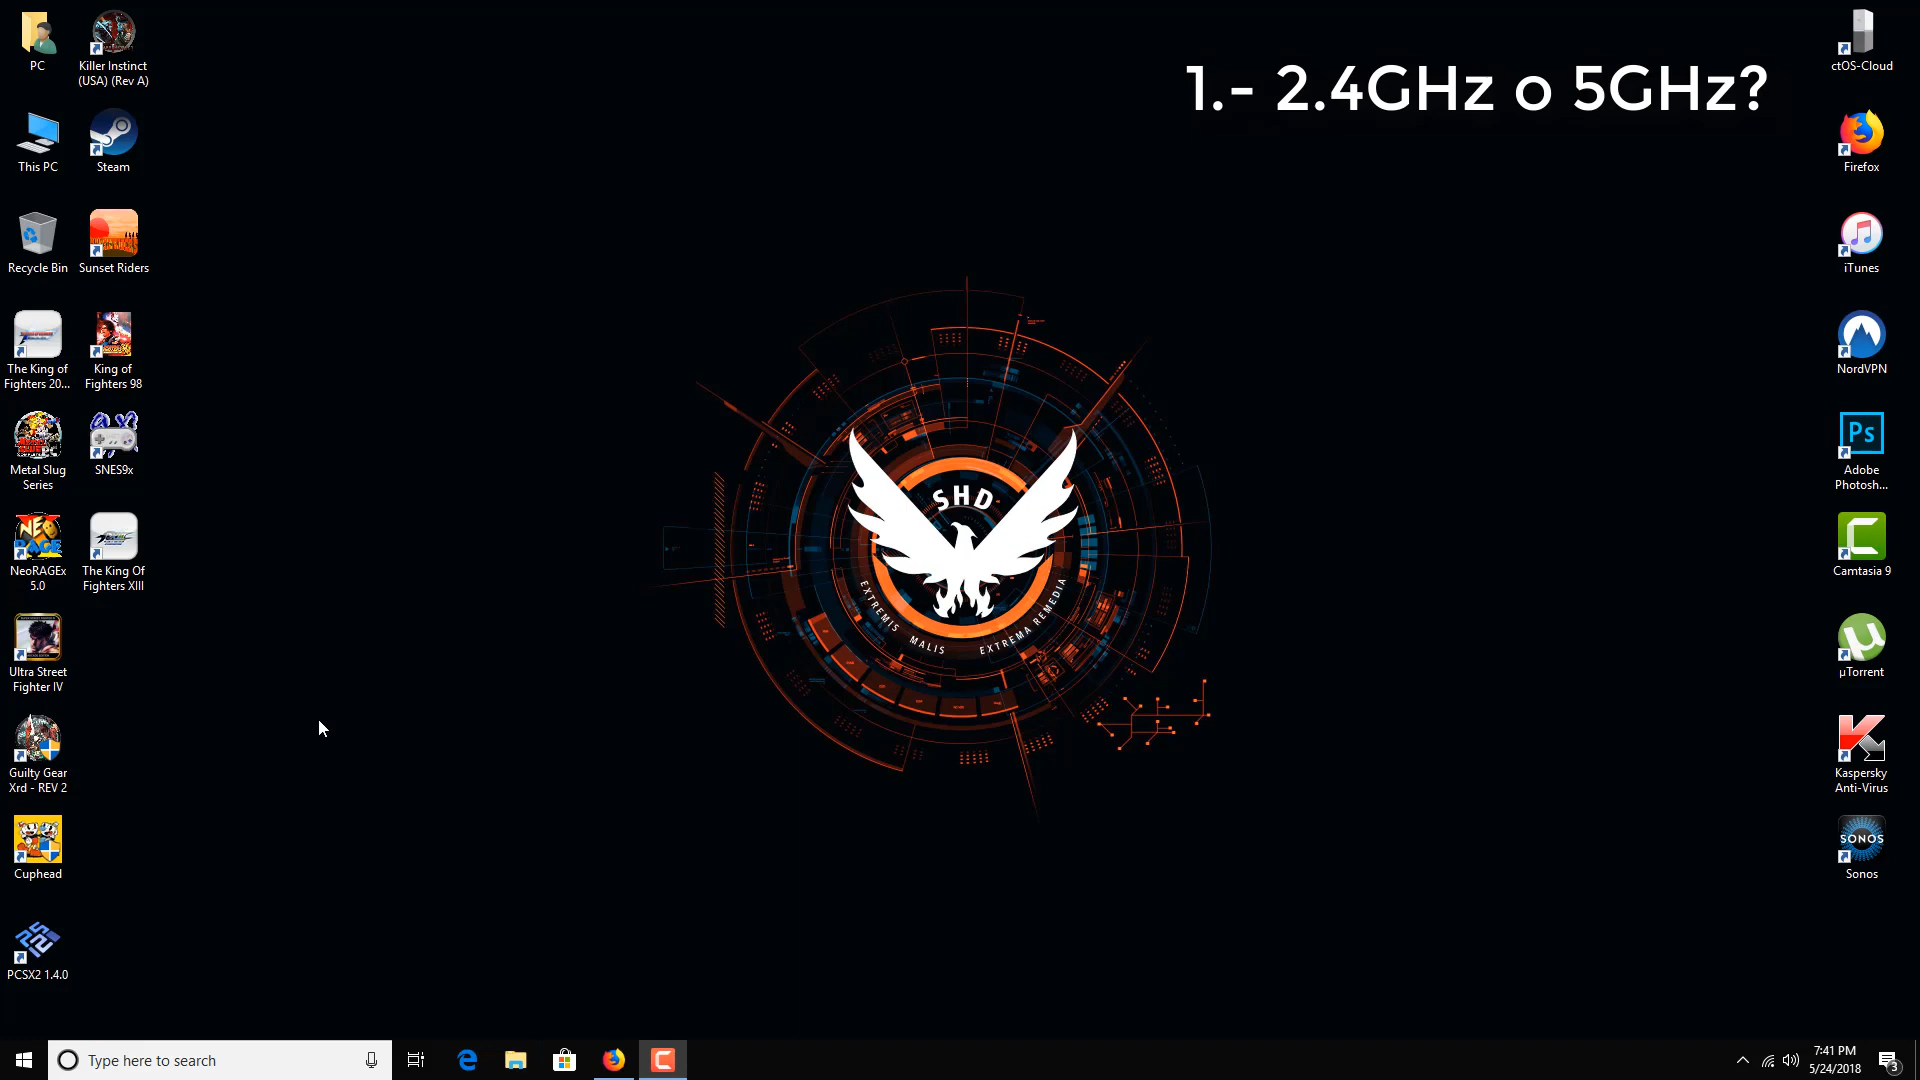 1.- 2.4GHz o 5GHz?
PC
Killer Instinct
(USA) (Rev A)
This PC
Steam
Recycle Bin
Sunset Riders
The King of
Fighters 20...
King of
Fighters 98
Metal Slug
Series
SNES9x
NeoRAGEx
5.0
The King Of
Fighters XIII
Ultra Street
Fighter IV
Guilty Gear
Xrd - REV 2
Cuphead
PCSX2 1.4.0
SHD
EXTREMIS MALIS EXTREMA REMEDIA
ctOS-Cloud
Firefox
iTunes
NordVPN
Ps
Adobe
Photosh...
Camtasia 9
µTorrent
Kaspersky
Anti-Virus
SONOS
Sonos
Type here to search
7:41 PM
5/24/2018
3